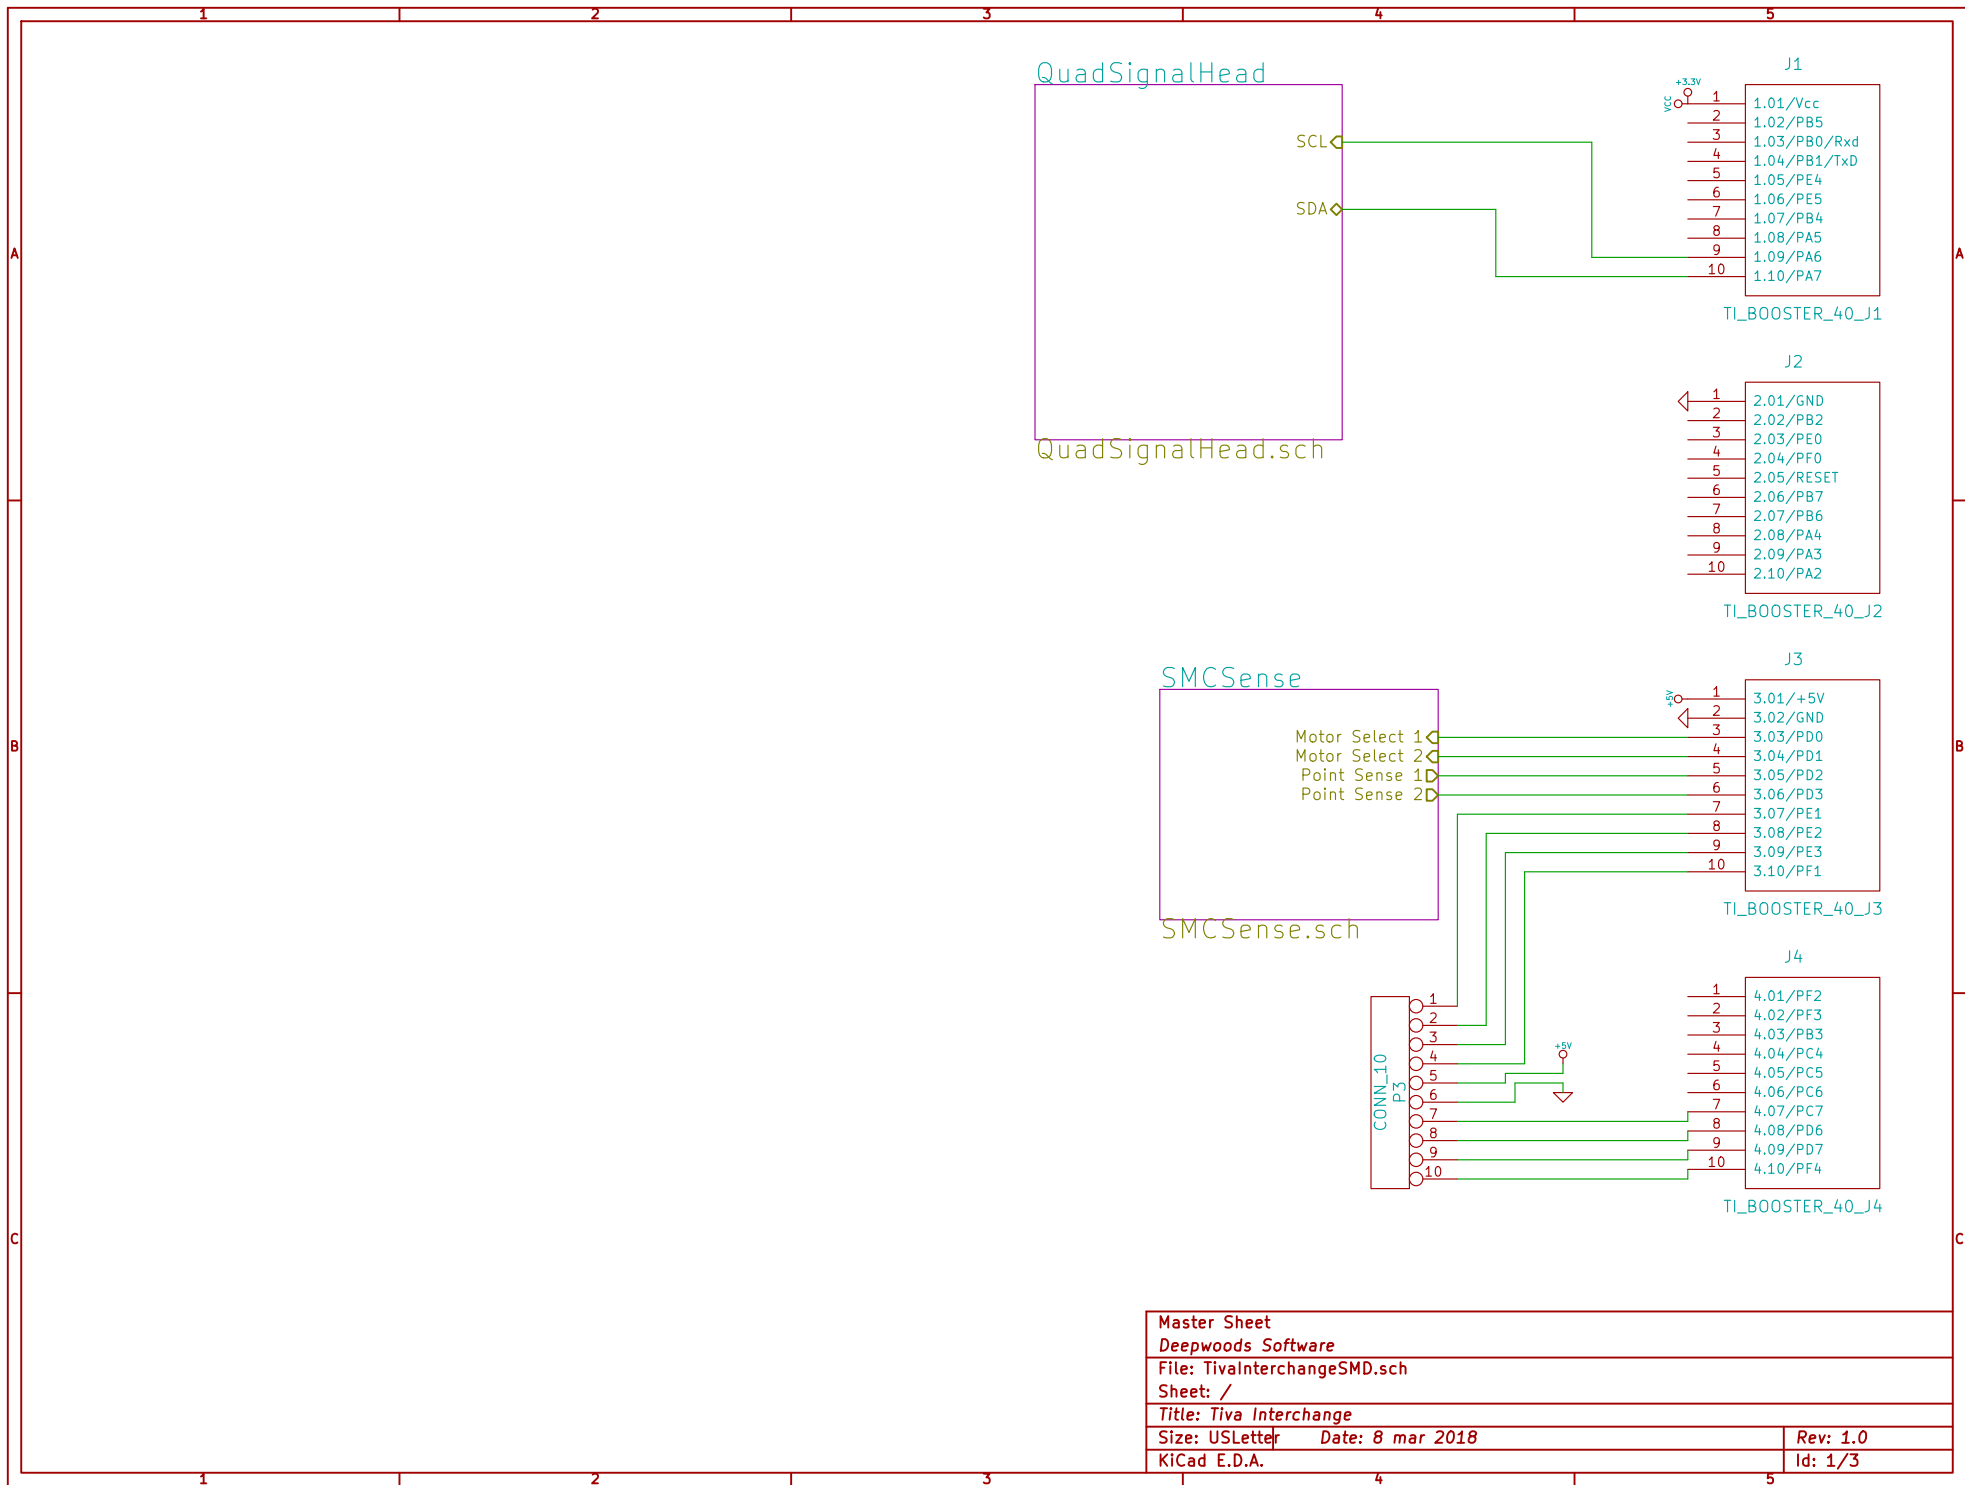 1 2 3 4 5
A
B
C
A
B
C
QuadSignalHead
SCL
SDA
QuadSignalHead.sch
J1
+3.3V
VCC
1 1.01/Vcc
2 1.02/PB5
3 1.03/PB0/Rxd
4 1.04/PB1/TxD
5 1.05/PE4
6 1.06/PE5
7 1.07/PB4
8 1.08/PA5
9 1.09/PA6
10 1.10/PA7
TI_BOOSTER_40_J1
J2
1 2.01/GND
2 2.02/PB2
3 2.03/PE0
4 2.04/PF0
5 2.05/RESET
6 2.06/PB7
7 2.07/PB6
8 2.08/PA4
9 2.09/PA3
10 2.10/PA2
TI_BOOSTER_40_J2
SMCSense
Motor Select 1
Motor Select 2
Point Sense 1
Point Sense 2
SMCSense.sch
J3
+5V
1 3.01/+5V
2 3.02/GND
3 3.03/PD0
4 3.04/PD1
5 3.05/PD2
6 3.06/PD3
7 3.07/PE1
8 3.08/PE2
9 3.09/PE3
10 3.10/PF1
TI_BOOSTER_40_J3
CONN_10
P3
1
2
3
4
5
6
7
8
9
10
+5V
J4
1 4.01/PF2
2 4.02/PF3
3 4.03/PB3
4 4.04/PC4
5 4.05/PC5
6 4.06/PC6
7 4.07/PC7
8 4.08/PD6
9 4.09/PD7
10 4.10/PF4
TI_BOOSTER_40_J4
Master Sheet
Deepwoods Software
File: TivaInterchangeSMD.sch
Sheet: /
Title: Tiva Interchange
Size: USLetter Date: 8 mar 2018 Rev: 1.0
KiCad E.D.A. Id: 1/3
1 2 3 4 5